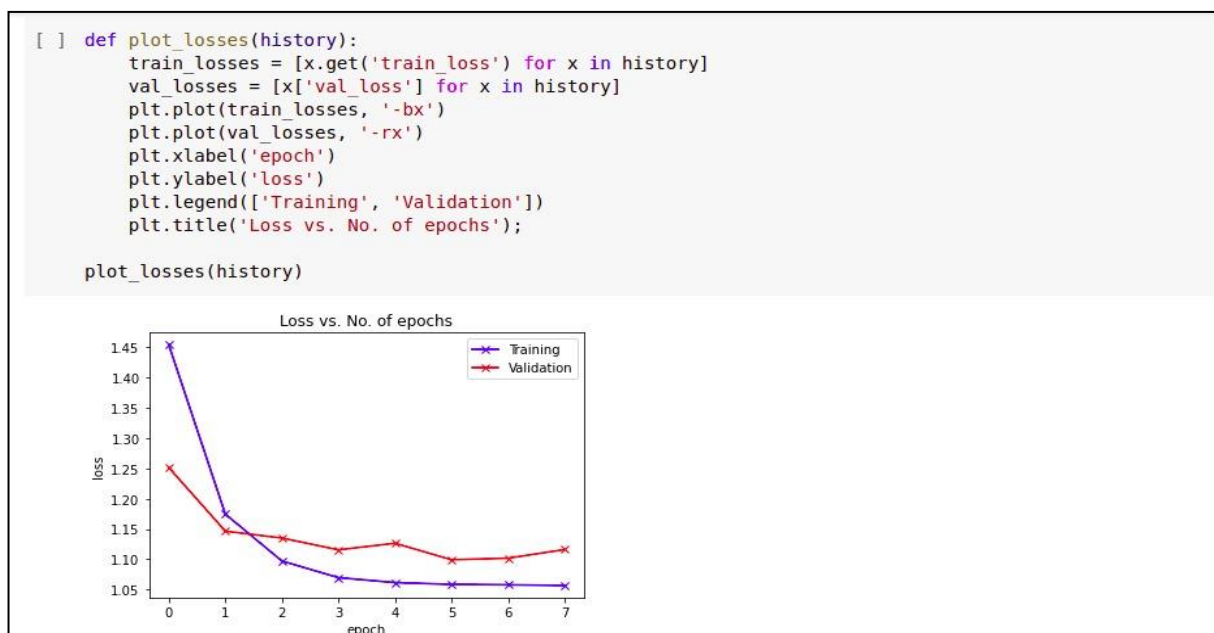 [ ] def plot_losses(history):
train_losses = [x.get('train_loss') for x in history]
val_losses = [x['val_loss'] for x in history]
plt.plot(train_losses, '-bx')
plt.plot(val_losses, '-rx')
plt.xlabel('epoch')
plt.ylabel('loss')
plt.legend(['Training', 'Validation'])
plt.title('Loss vs. No. of epochs');
plot_losses(history)
Loss vs. No. of epochs
Training
Validation
1.45
1.40
1.35
1.30
1.25
1.20
1.15
1.10
1.05
loss
0 1 2 3 4 5 6 7
epoch